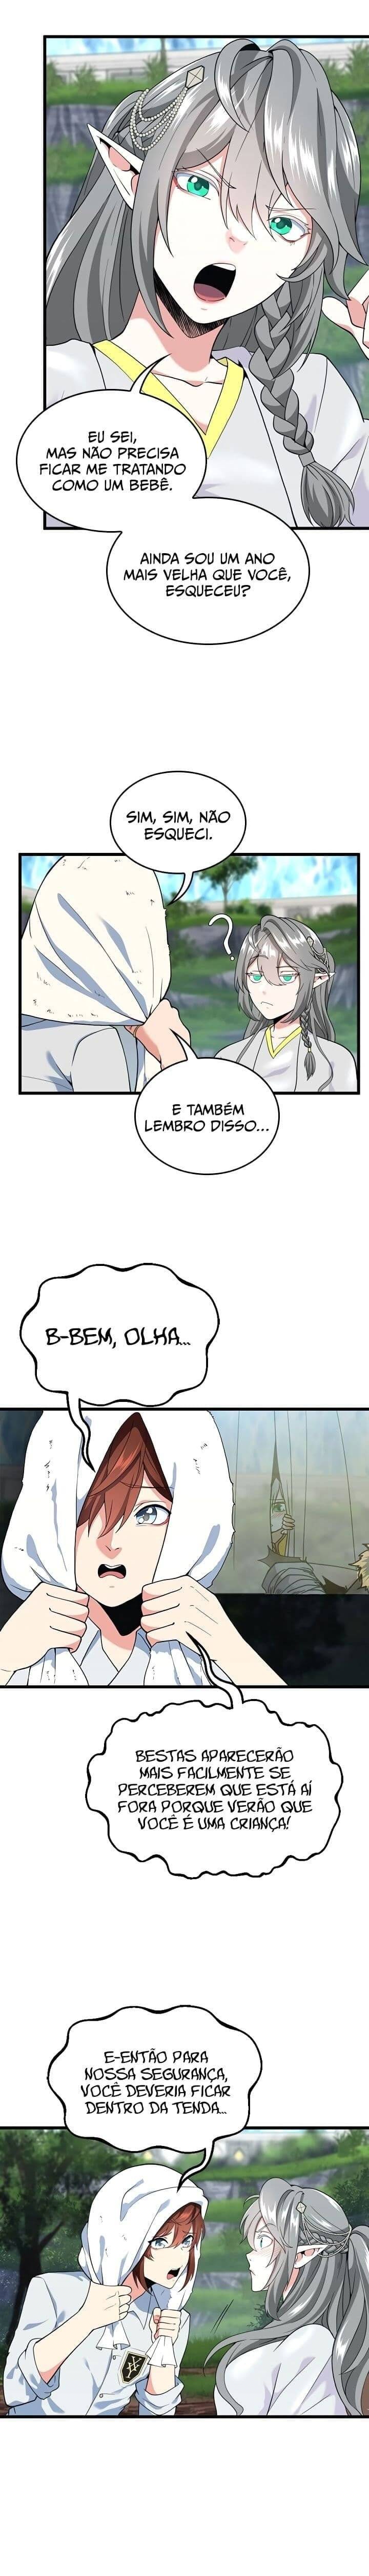 EU SEI,
MAS NÃO PRECISA
FICAR ME TRATANDO
COMO UM BEBÊ.
AINDA SOU UM ANO
MAIS VELHA QUE VOCÊ,
ESQUECEU?
SIM, SIM, NÃO
ESQUECI.
?
E TAMBÉM
LEMBRO DISSO...
B-BEM, OLHA...
BESTAS APARECERÃO
MAIS FACILMENTE SE
PERCEBEREM QUE ESTÁ AÍ
FORA PORQUE VERÃO QUE
VOCÊ É UMA CRIANÇA!
E-ENTÃO PARA
NOSSA SEGURANÇA,
VOCÊ DEVERIA FICAR
DENTRO DA TENDA...